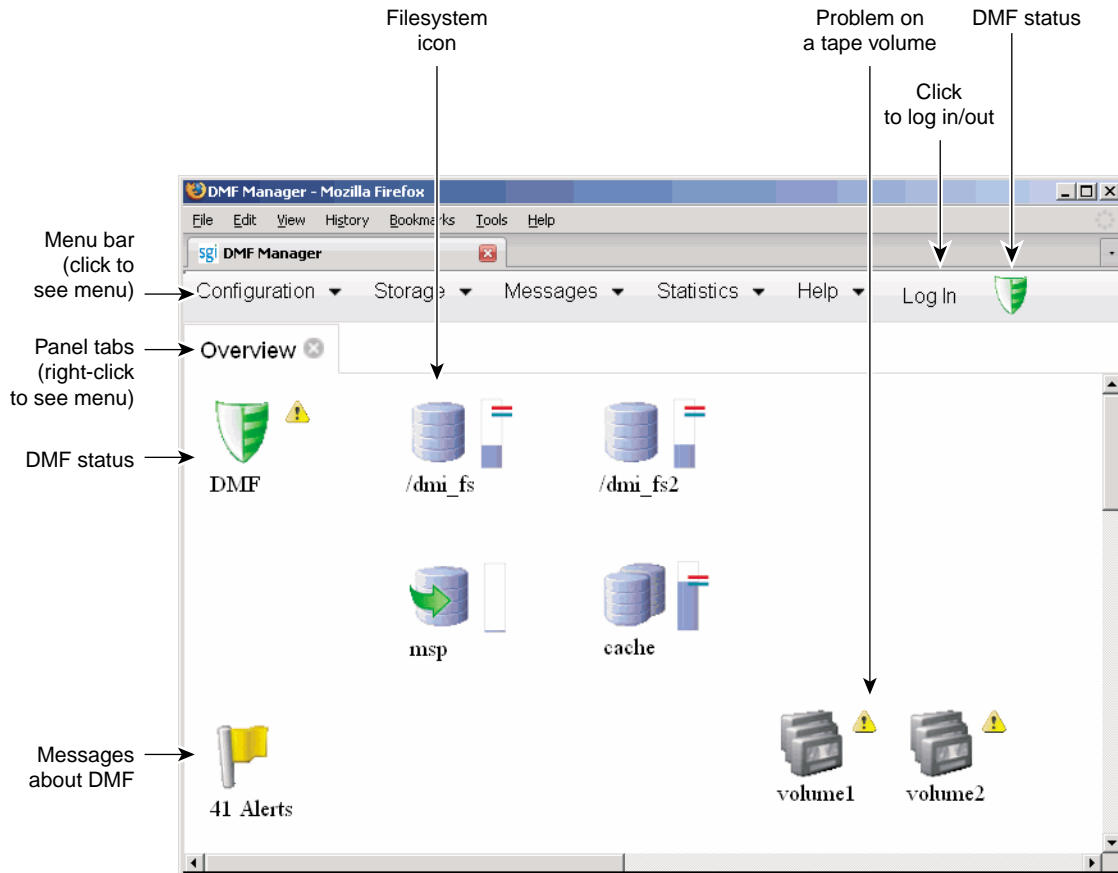 Filesystem
icon
Problem on
a tape volume
DMF status
Click
to log in/out
DMF Manager - Mozilla Firefox
File Edit View History Bookmarks Tools Help
sgi DMF Manager
Menu bar
(click to
see menu)
Configuration Storage Messages Statistics Help Log In
Panel tabs
(right-click
to see menu)
Overview
DMF status
DMF
/dmi_fs
/dmi_fs2
msp
cache
Messages
about DMF
41 Alerts
volume1
volume2